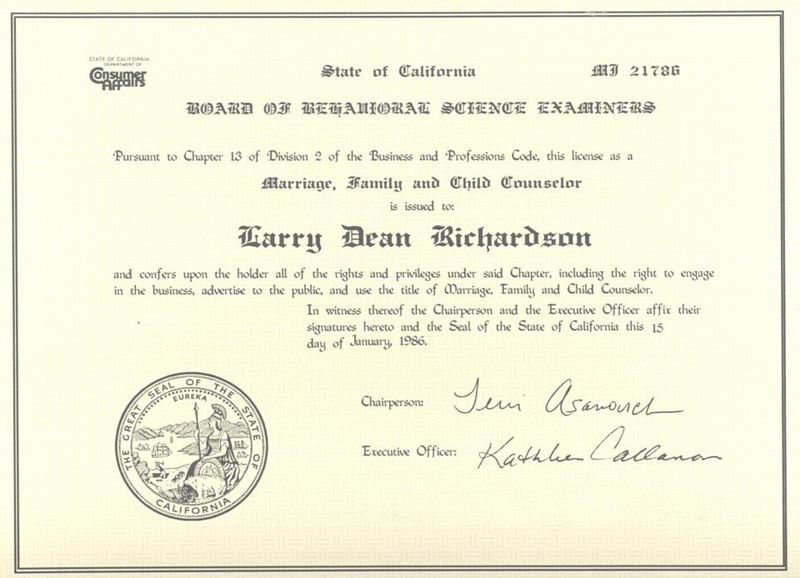 STATE OF CALIFORNIA
DEPARTMENT OF
Consumer
Affairs
State of California
MI 21786
BOARD OF BEHAVIORAL SCIENCE EXAMINERS
Pursuant to Chapter 13 of Division 2 of the Business and Professions Code, this license as a
Marriage, Family and Child Counselor
is issued to:
Larry Dean Richardson
and confers upon the holder all of the rights and privileges under said Chapter, including the right to engage
in the business, advertise to the public, and use the title of Marriage, Family and Child Counselor.
In witness thereof the Chairperson and the Executive Officer affix their
signatures hereto and the Seal of the State of California this 15
day of January, 1986.
THE GREAT SEAL OF THE STATE OF CALIFORNIA
EUREKA
Chairperson: Teri Asanovich
Executive Officer: Kathleen Callanan